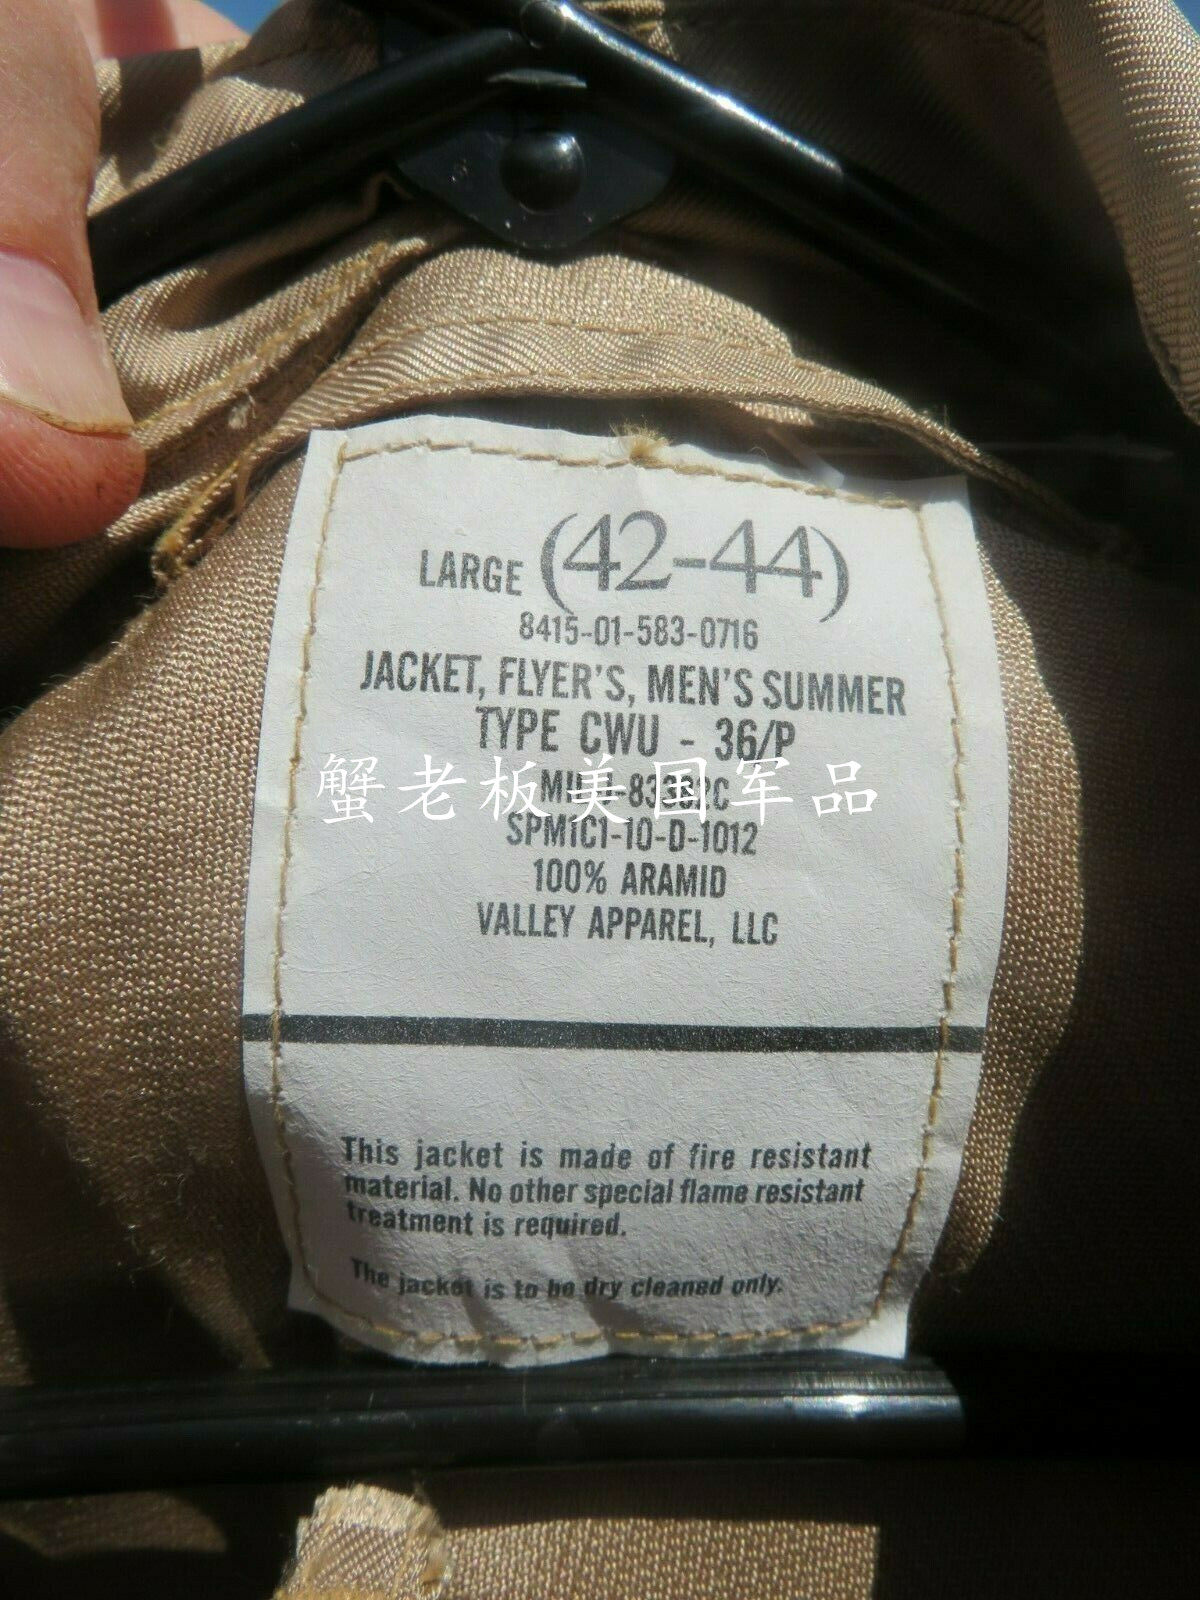 LARGE (42-44)
8415-01-583-0716
JACKET, FLYER'S, MEN'S SUMMER
TYPE CWU - 36/P
蟹老板美国军品
SPM1C1-10-D-1012
100% ARAMID
VALLEY APPAREL, LLC
This jacket is made of fire resistant
material. No other special flame resistant
treatment is required.
The jacket is to be dry cleaned only.